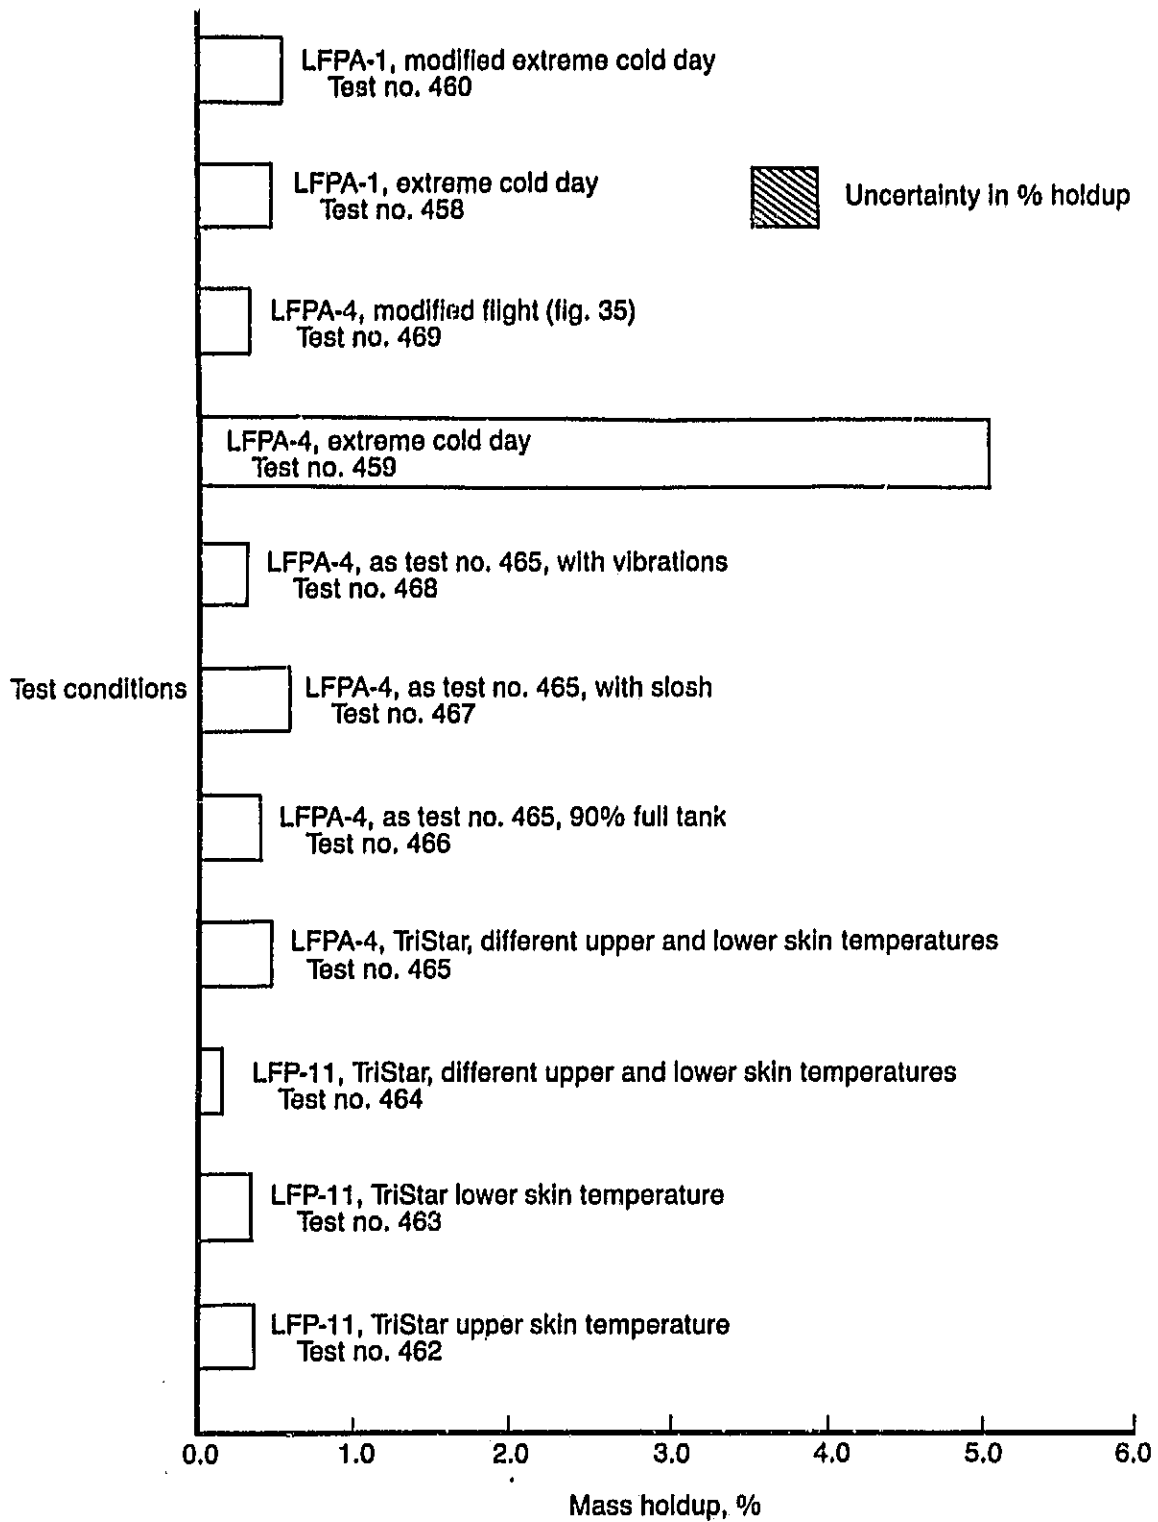 LFPA-1, modified extreme cold day
Test no. 460
LFPA-1, extreme cold day
Test no. 458
Uncertainty in % holdup
LFPA-4, modified flight (fig. 35)
Test no. 469
LFPA-4, extreme cold day
Test no. 459
LFPA-4, as test no. 465, with vibrations
Test no. 468
Test conditions
LFPA-4, as test no. 465, with slosh
Test no. 467
LFPA-4, as test no. 465, 90% full tank
Test no. 466
LFPA-4, TriStar, different upper and lower skin temperatures
Test no. 465
LFP-11, TriStar, different upper and lower skin temperatures
Test no. 464
LFP-11, TriStar lower skin temperature
Test no. 463
LFP-11, TriStar upper skin temperature
Test no. 462
0.0 1.0 2.0 3.0 4.0 5.0 6.0
Mass holdup, %